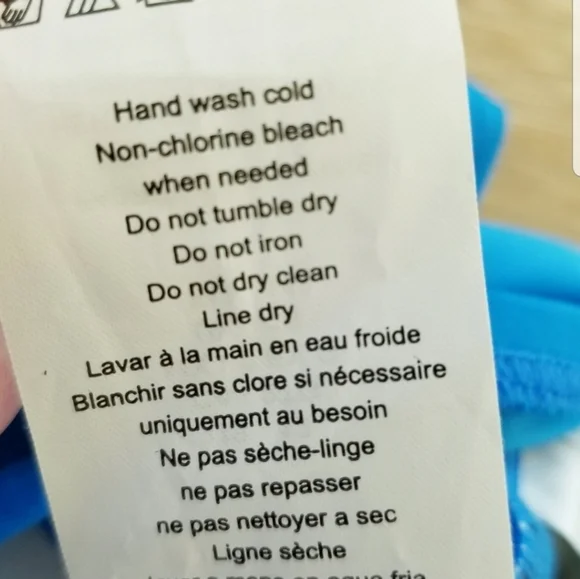 Hand wash cold
Non-chlorine bleach
when needed
Do not tumble dry
Do not iron
Do not dry clean
Line dry
Lavar à la main en eau froide
Blanchir sans clore si nécessaire
uniquement au besoin
Ne pas sèche-linge
ne pas repasser
ne pas nettoyer a sec
Ligne sèche